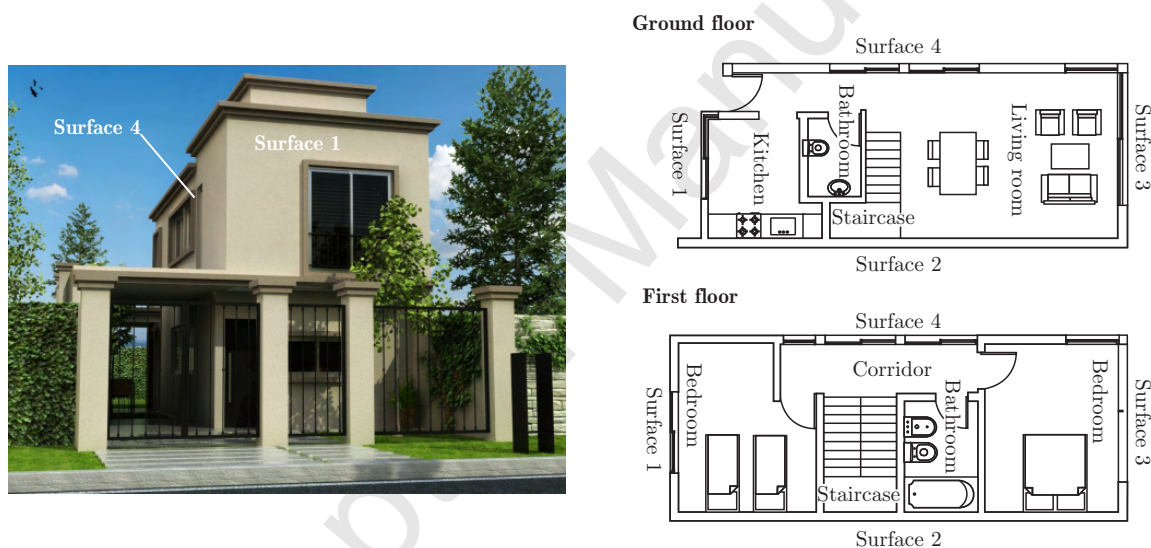 Surface 4
Surface 1
Ground floor
Surface 4
Surface 1
Kitchen
Bathroom
Staircase
Living room
Surface 3
Surface 2
First floor
Surface 4
Corridor
Surface 1
Bedroom
Staircase
Bathroom
Bedroom
Surface 3
Surface 2
Manu